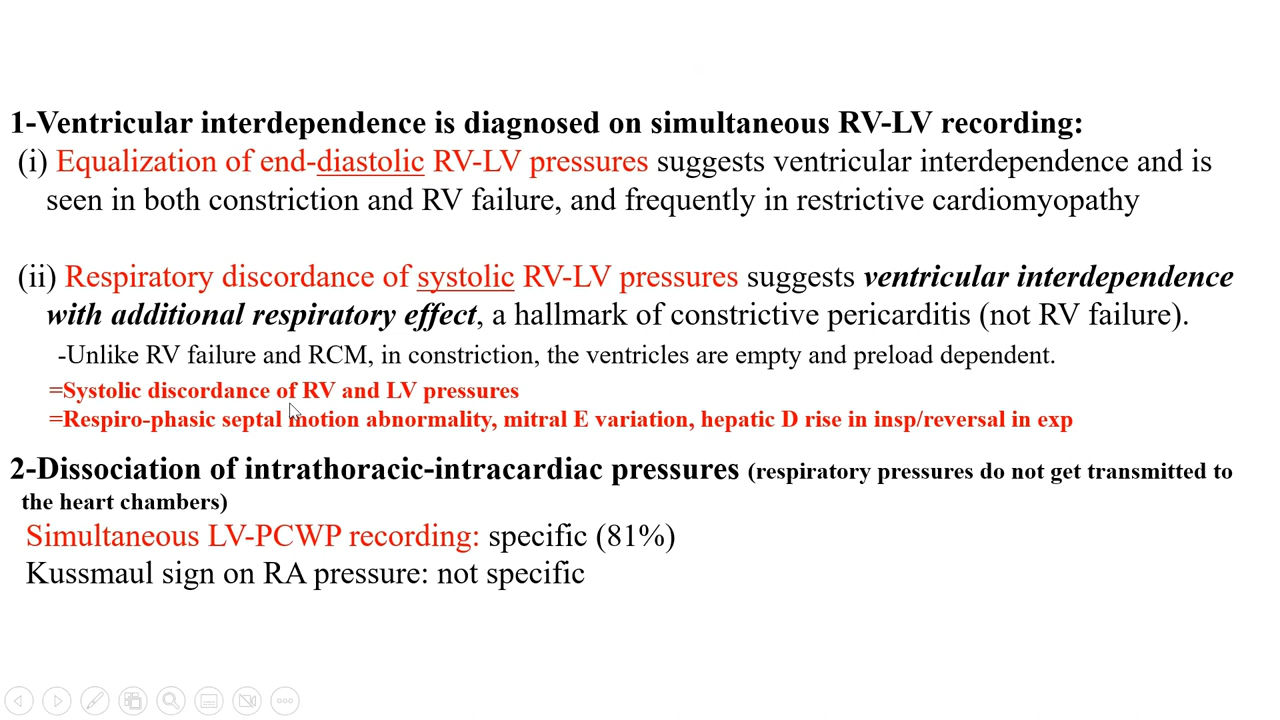 1-Ventricular interdependence is diagnosed on simultaneous RV-LV recording:
(i) Equalization of end-diastolic RV-LV pressures suggests ventricular interdependence and is
seen in both constriction and RV failure, and frequently in restrictive cardiomyopathy
(ii) Respiratory discordance of systolic RV-LV pressures suggests ventricular interdependence
with additional respiratory effect, a hallmark of constrictive pericarditis (not RV failure).
-Unlike RV failure and RCM, in constriction, the ventricles are empty and preload dependent.
=Systolic discordance of RV and LV pressures
=Respiro-phasic septal motion abnormality, mitral E variation, hepatic D rise in insp/reversal in exp
2-Dissociation of intrathoracic-intracardiac pressures (respiratory pressures do not get transmitted to
the heart chambers)
Simultaneous LV-PCWP recording: specific (81%)
Kussmaul sign on RA pressure: not specific